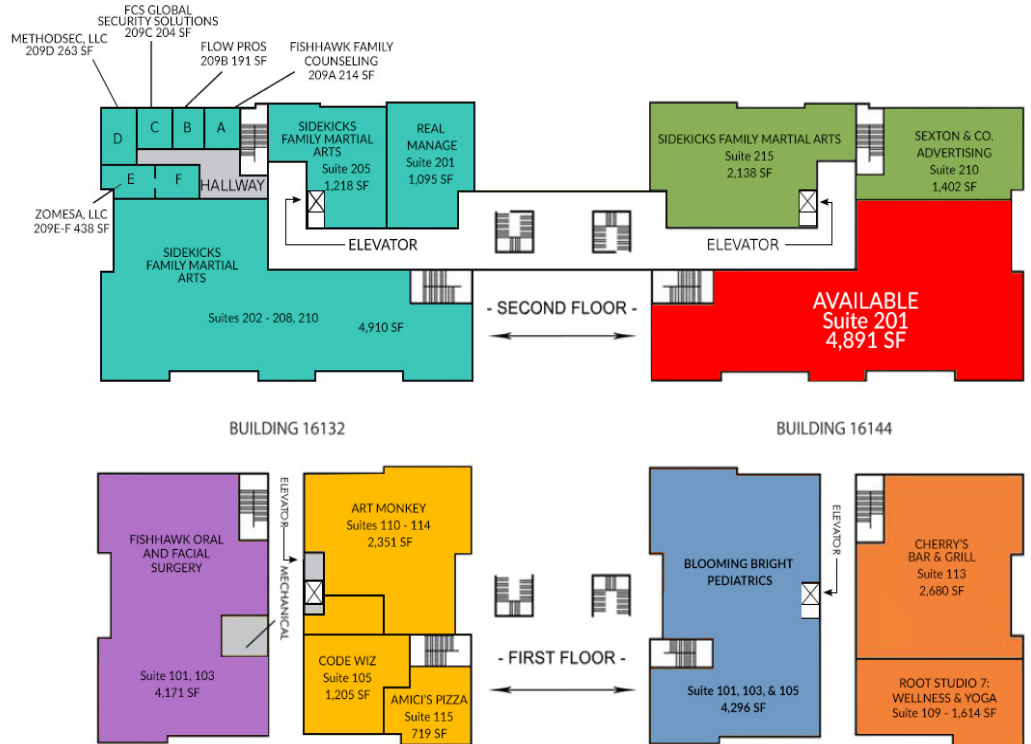 FCS GLOBAL
SECURITY SOLUTIONS
209C 204 SF
METHODSEC, LLC
209D 263 SF
FLOW PROS
209B 191 SF
FISHHAWK FAMILY
COUNSELING
209A 214 SF
D
C
B
A
E
F
HALLWAY
ZOMESA, LLC
209E-F 438 SF
SIDEKICKS
FAMILY MARTIAL
ARTS
Suite 205
1,218 SF
REAL
MANAGE
Suite 201
1,095 SF
ELEVATOR
SIDEKICKS
FAMILY MARTIAL
ARTS
Suites 202 - 208, 210
4,910 SF
- SECOND FLOOR -
SIDEKICKS FAMILY MARTIAL ARTS
Suite 215
2,138 SF
SEXTON & CO.
ADVERTISING
Suite 210
1,402 SF
ELEVATOR
AVAILABLE
Suite 201
4,891 SF
BUILDING 16132
BUILDING 16144
FISHHAWK ORAL
AND FACIAL
SURGERY
Suite 101, 103
4,171 SF
ELEVATOR
MECHANICAL
ART MONKEY
Suites 110 - 114
2,351 SF
CODE WIZ
Suite 105
1,205 SF
AMICI'S PIZZA
Suite 115
719 SF
- FIRST FLOOR -
BLOOMING BRIGHT
PEDIATRICS
Suite 101, 103, & 105
4,296 SF
ELEVATOR
CHERRY'S
BAR & GRILL
Suite 113
2,680 SF
ROOT STUDIO 7:
WELLNESS & YOGA
Suite 109 - 1,614 SF